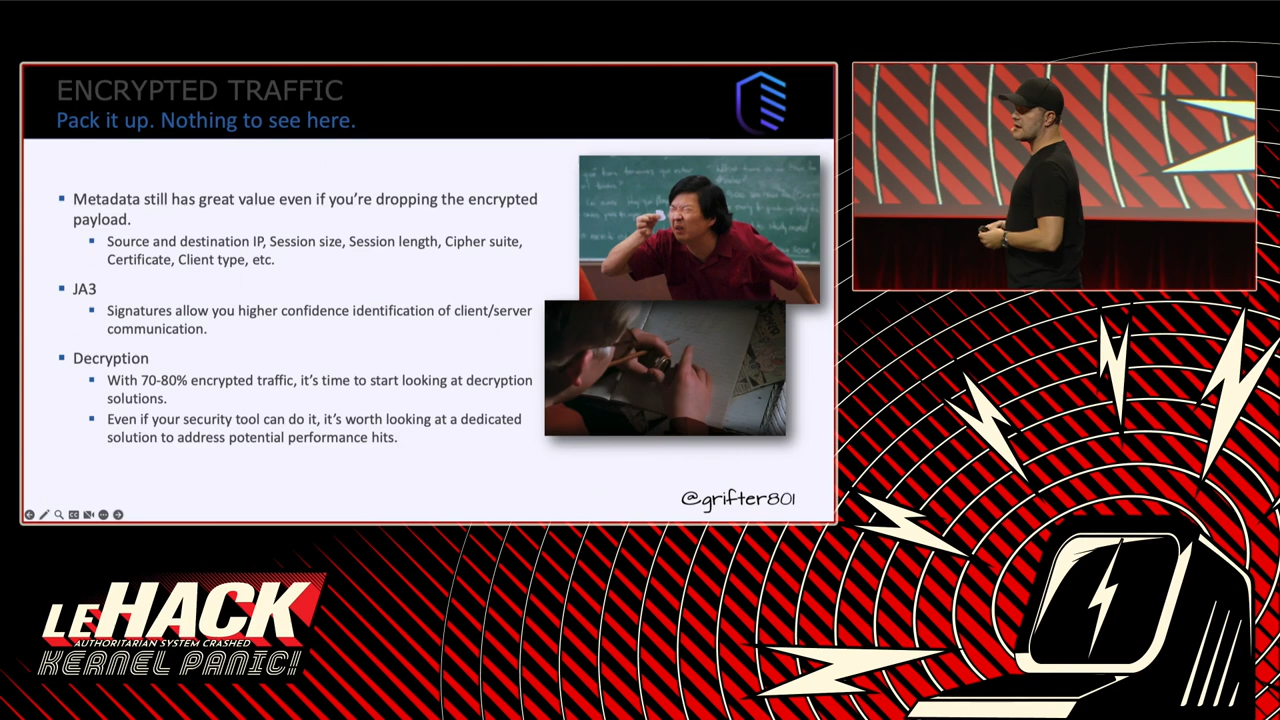 ENCRYPTED TRAFFIC
Pack it up. Nothing to see here.
Metadata still has great value even if you're dropping the encrypted
payload.
Source and destination IP, Session size, Session length, Cipher suite,
Certificate, Client type, etc.
JA3
Signatures allow you higher confidence identification of client/server
communication.
Decryption
With 70-80% encrypted traffic, it's time to start looking at decryption
solutions.
Even if your security tool can do it, it's worth looking at a dedicated
solution to address potential performance hits.
@grifter801
LEHACK
AUTHORITARIAN SYSTEM CRASHED
KERNEL PANIC!